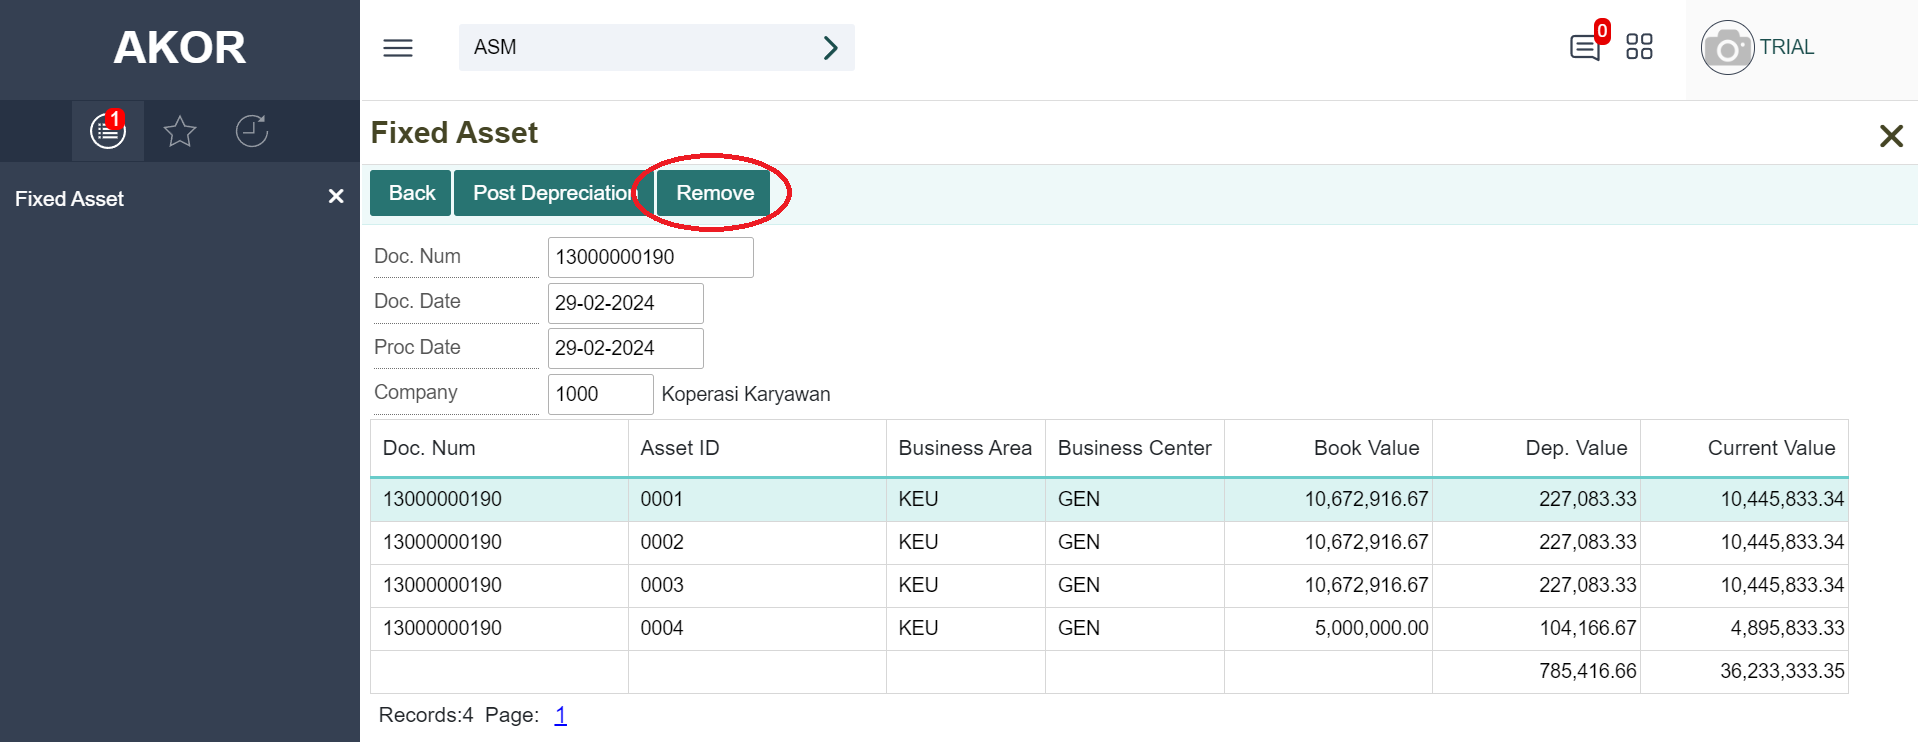 AKOR
ASM
0
TRIAL
1
Fixed Asset
Fixed Asset
Back Post Depreciation Remove
Doc. Num 13000000190
Doc. Date 29-02-2024
Proc Date 29-02-2024
Company 1000 Koperasi Karyawan
Doc. Num Asset ID Business Area Business Center Book Value Dep. Value Current Value
13000000190 0001 KEU GEN 10,672,916.67 227,083.33 10,445,833.34
13000000190 0002 KEU GEN 10,672,916.67 227,083.33 10,445,833.34
13000000190 0003 KEU GEN 10,672,916.67 227,083.33 10,445,833.34
13000000190 0004 KEU GEN 5,000,000.00 104,166.67 4,895,833.33
785,416.66 36,233,333.35
Records:4 Page: 1